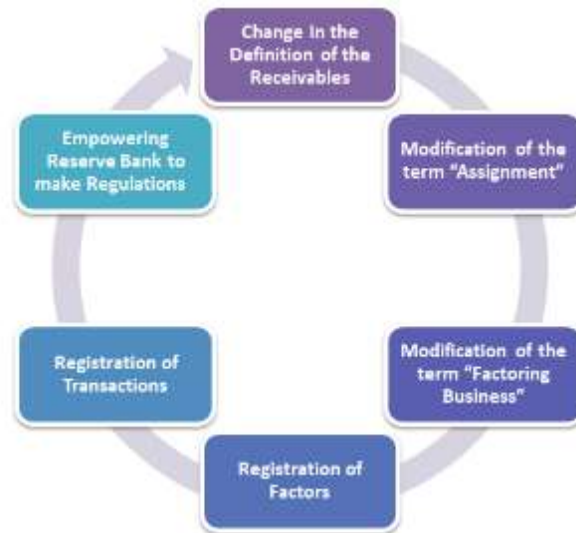 Change In the
Definition of the
Receivables
Modification of the
term “Assignment”
Modification of the
term “Factoring
Business”
Registration of
Factors
Registration of
Transactions
Empowering
Reserve Bank to
make Regulations